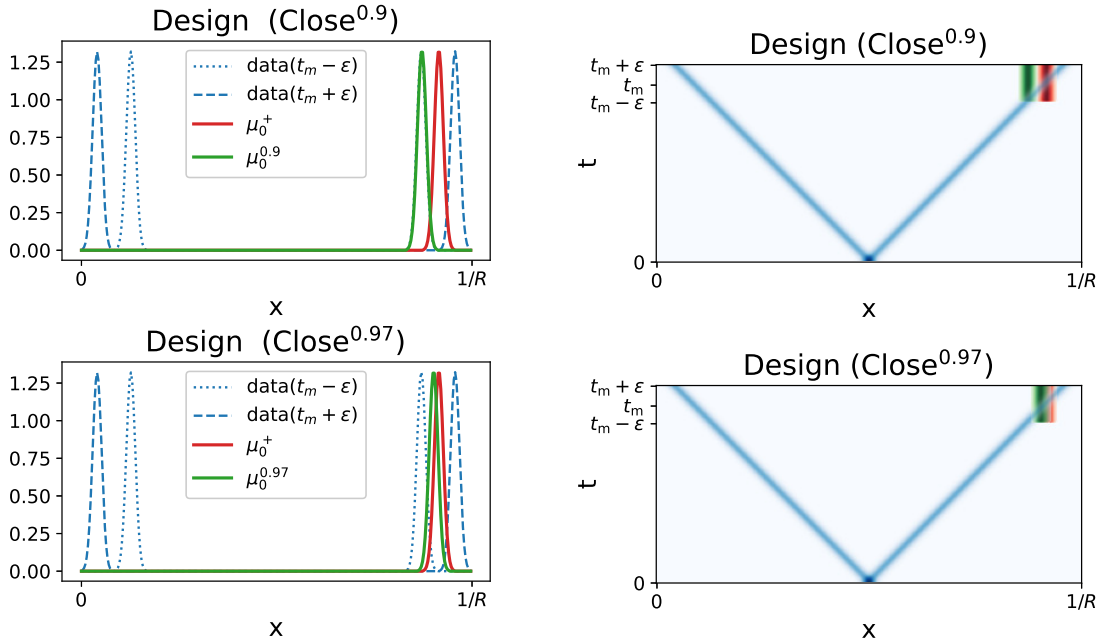 Design (Close^0.9)
1.25
1.00
0.75
0.50
0.25
0.00
data(t_m − ε)
data(t_m + ε)
μ_0^+
μ_0^0.9
0
1/R
x
Design (Close^0.9)
t_m + ε
t_m
t_m − ε
t
0
0
1/R
x
Design (Close^0.97)
1.25
1.00
0.75
0.50
0.25
0.00
data(t_m − ε)
data(t_m + ε)
μ_0^+
μ_0^0.97
0
1/R
x
Design (Close^0.97)
t_m + ε
t_m
t_m − ε
t
0
0
1/R
x